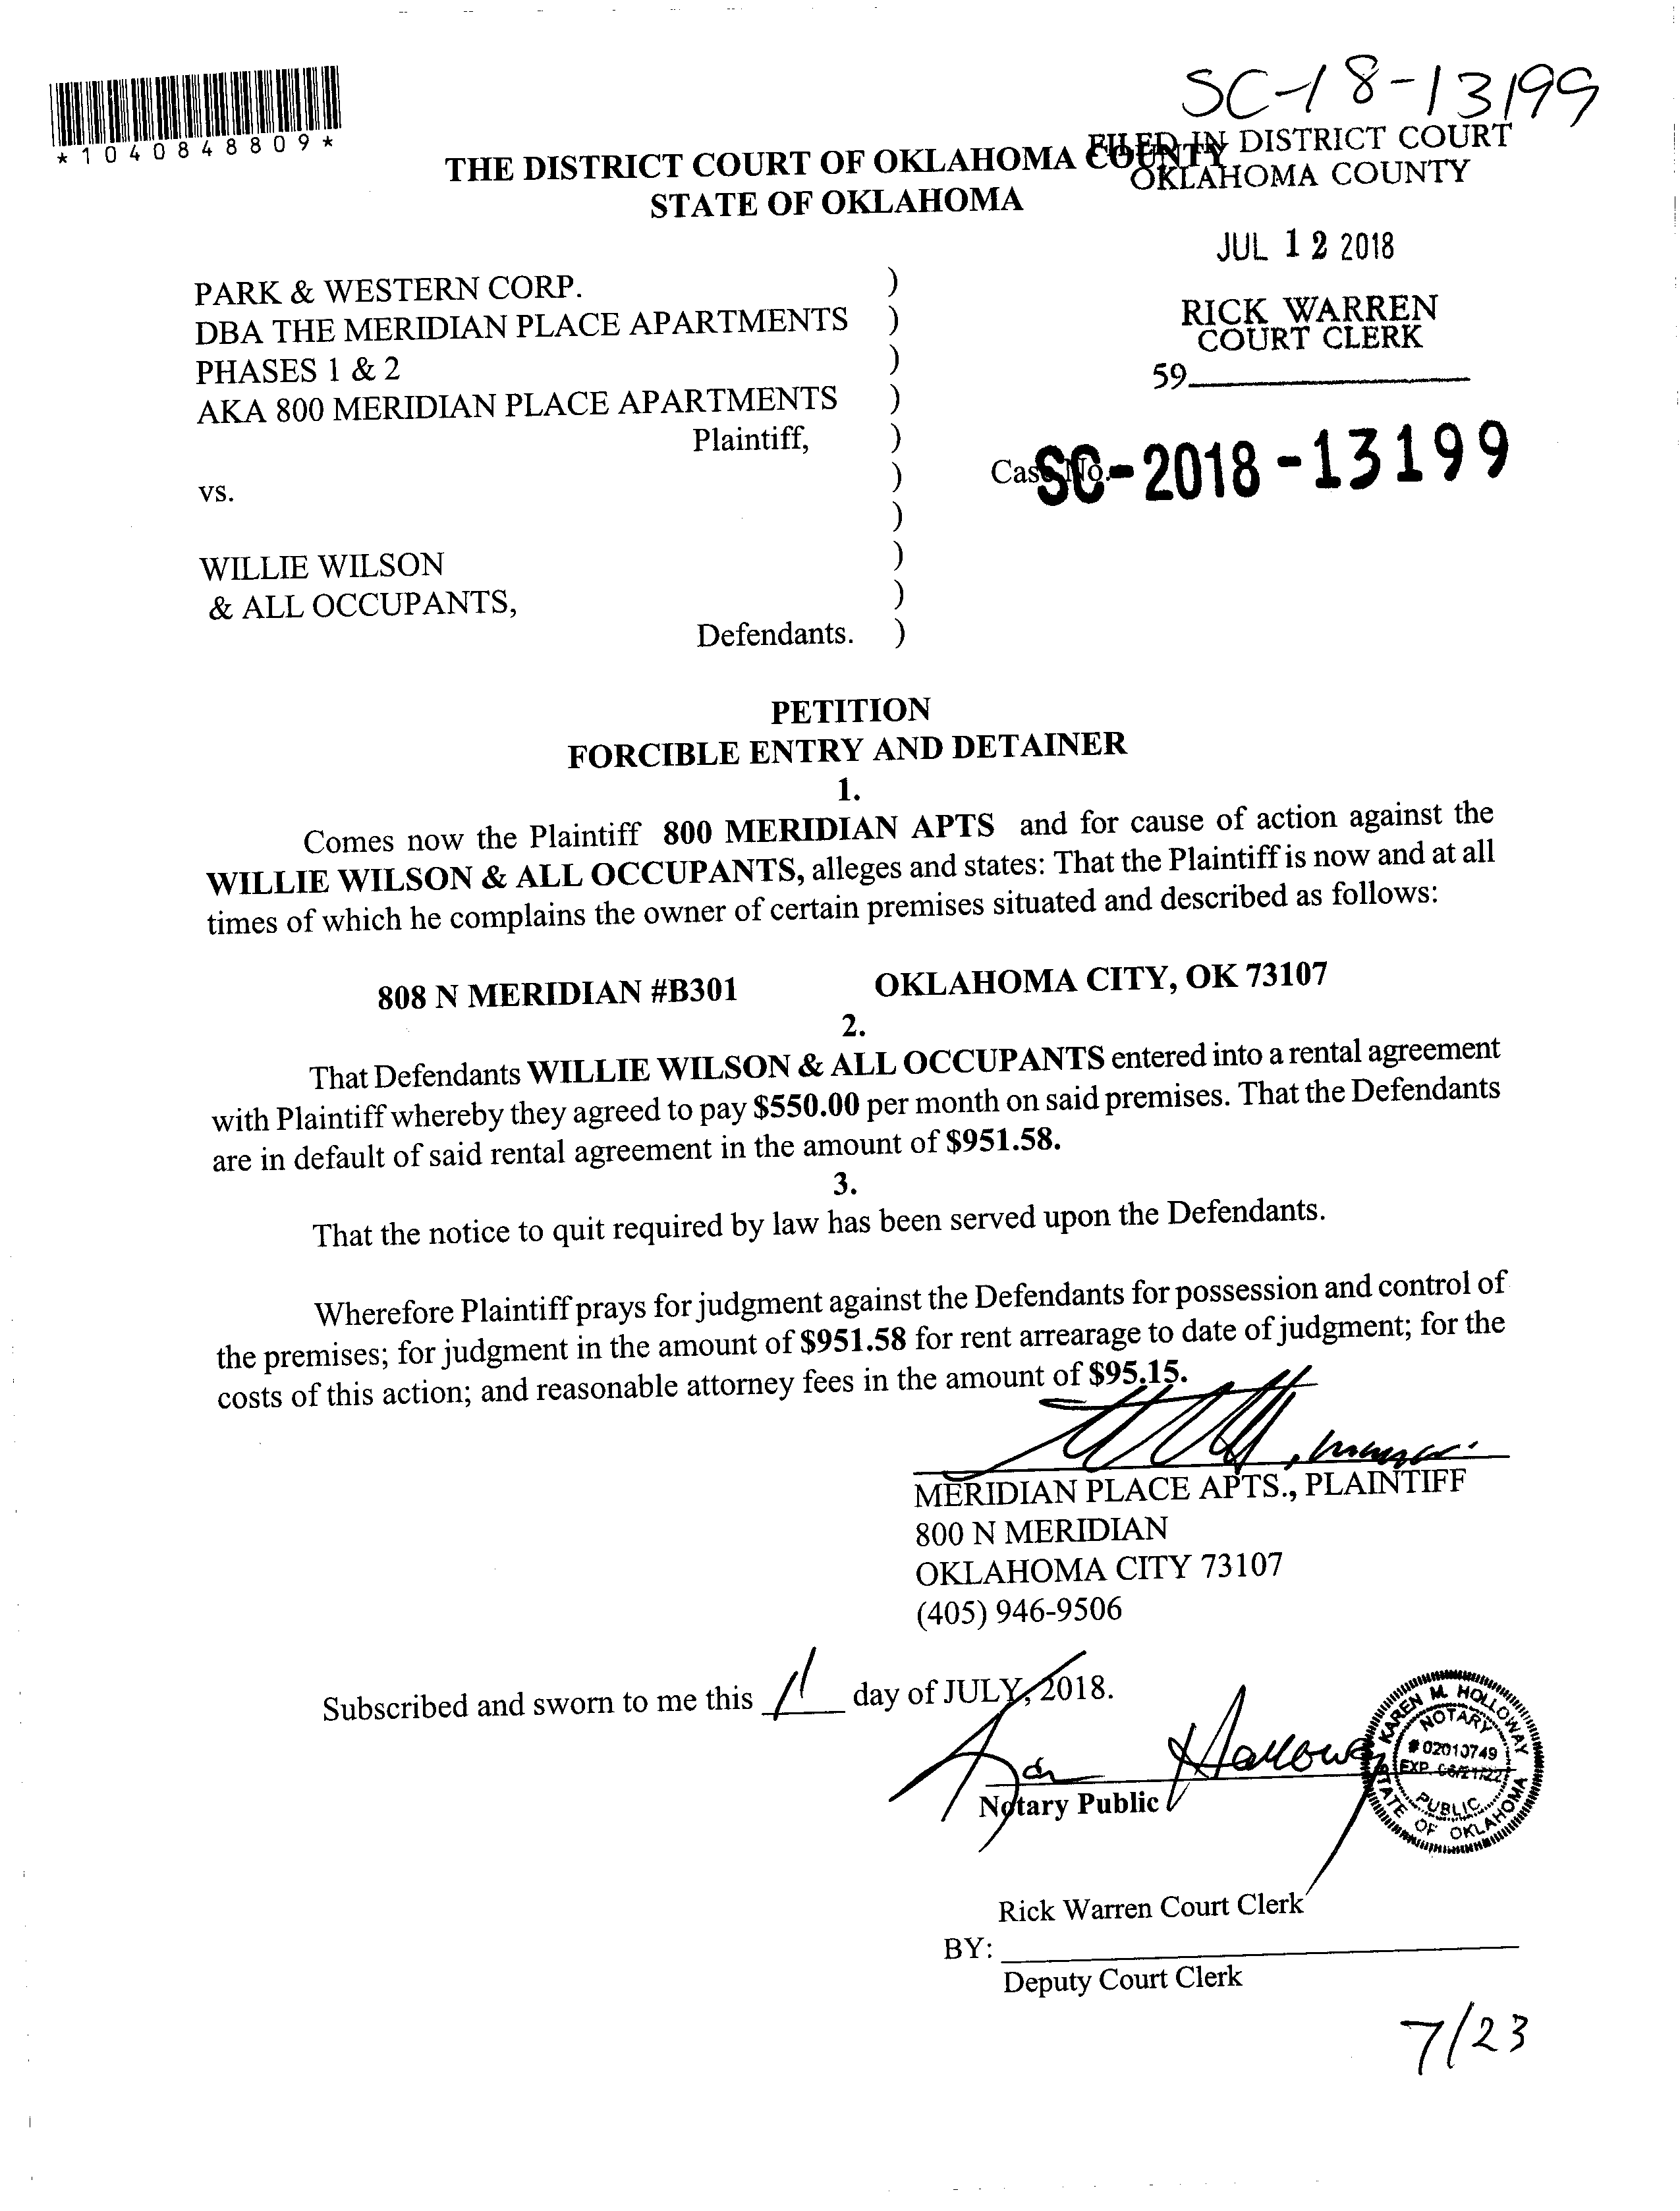 SC-18-13199
*1040848809*
THE DISTRICT COURT OF OKLAHOMA COUNTY
STATE OF OKLAHOMA
FILED IN DISTRICT COURT
OKLAHOMA COUNTY
JUL 12 2018
RICK WARREN
COURT CLERK
59
PARK & WESTERN CORP. )
DBA THE MERIDIAN PLACE APARTMENTS )
PHASES 1 & 2 )
AKA 800 MERIDIAN PLACE APARTMENTS )
Plaintiff, )
) Case No. SC-2018-13199
vs.
)
WILLIE WILSON )
& ALL OCCUPANTS, )
Defendants. )
PETITION
FORCIBLE ENTRY AND DETAINER
1.
Comes now the Plaintiff 800 MERIDIAN APTS and for cause of action against the
WILLIE WILSON & ALL OCCUPANTS, alleges and states: That the Plaintiff is now and at all
times of which he complains the owner of certain premises situated and described as follows:
808 N MERIDIAN #B301 OKLAHOMA CITY, OK 73107
2.
That Defendants WILLIE WILSON & ALL OCCUPANTS entered into a rental agreement
with Plaintiff whereby they agreed to pay $550.00 per month on said premises. That the Defendants
are in default of said rental agreement in the amount of $951.58.
3.
That the notice to quit required by law has been served upon the Defendants.
Wherefore Plaintiff prays for judgment against the Defendants for possession and control of
the premises; for judgment in the amount of $951.58 for rent arrearage to date of judgment; for the
costs of this action; and reasonable attorney fees in the amount of $95.15.
MERIDIAN PLACE APTS., PLAINTIFF
800 N MERIDIAN
OKLAHOMA CITY 73107
(405) 946-9506
Subscribed and sworn to me this 11 day of JULY, 2018.
Holloway
Notary Public
KAREN M. HOLLOWAY
NOTARY
# 02010749
EXP. 06/21/22
PUBLIC
STATE OF OKLAHOMA
Rick Warren Court Clerk
BY:
Deputy Court Clerk
7/23